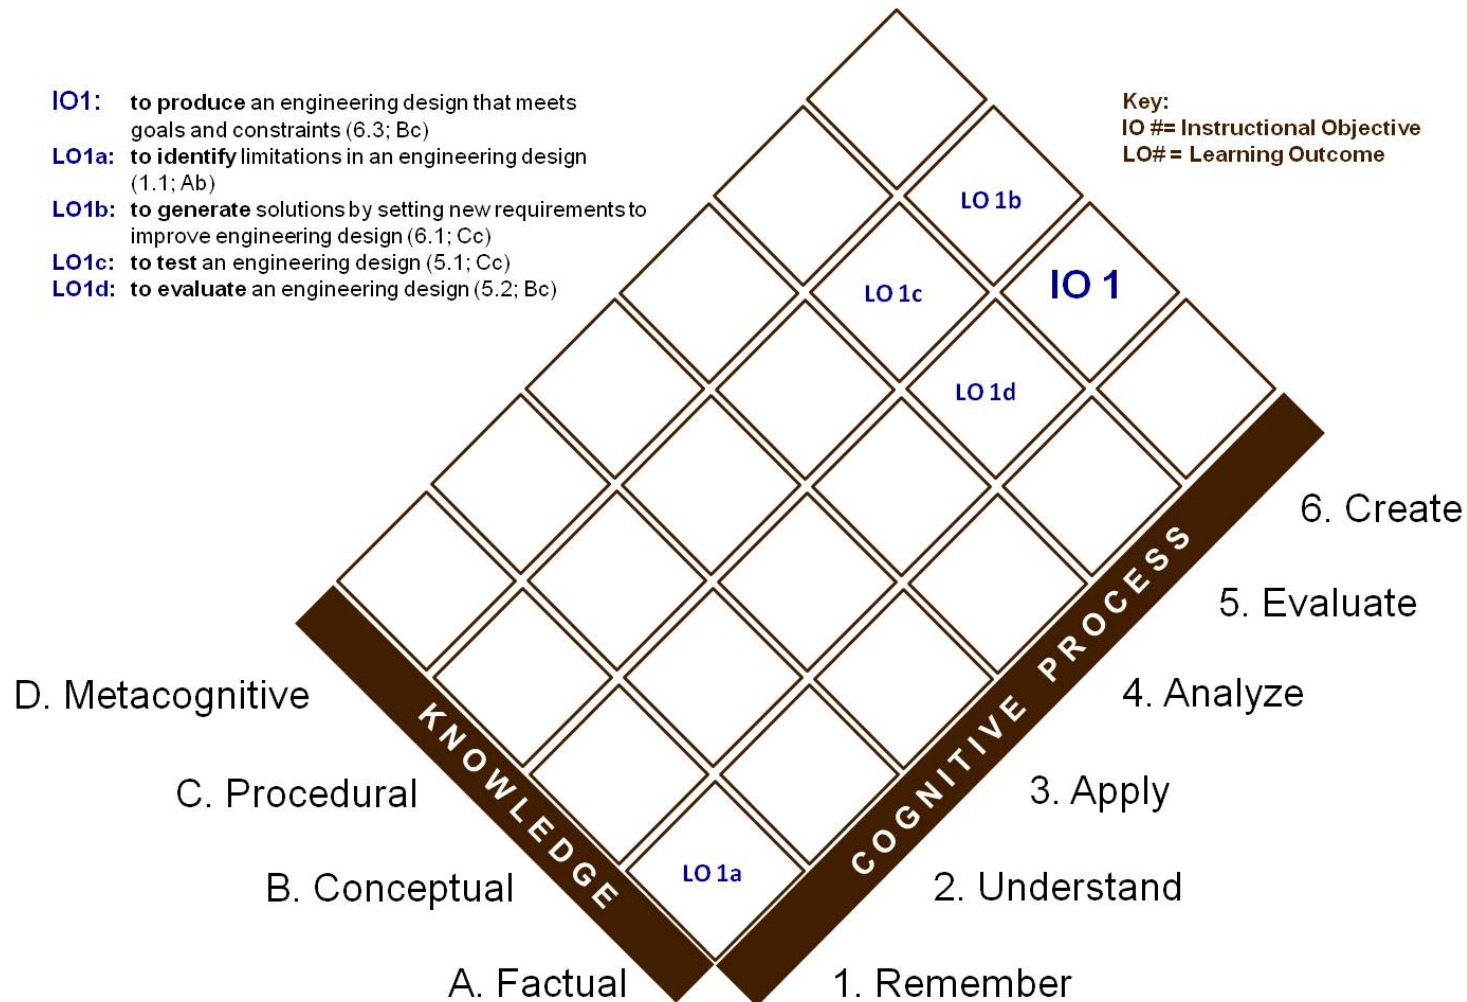 IO1: to produce an engineering design that meets
goals and constraints (6.3; Bc)
LO1a: to identify limitations in an engineering design
(1.1; Ab)
LO1b: to generate solutions by setting new requirements to
improve engineering design (6.1; Cc)
LO1c: to test an engineering design (5.1; Cc)
LO1d: to evaluate an engineering design (5.2; Bc)
Key:
IO #= Instructional Objective
LO# = Learning Outcome
LO 1b
IO 1
LO 1c
LO 1d
LO 1a
KNOWLEDGE
COGNITIVE PROCESS
D. Metacognitive
C. Procedural
B. Conceptual
A. Factual
6. Create
5. Evaluate
4. Analyze
3. Apply
2. Understand
1. Remember